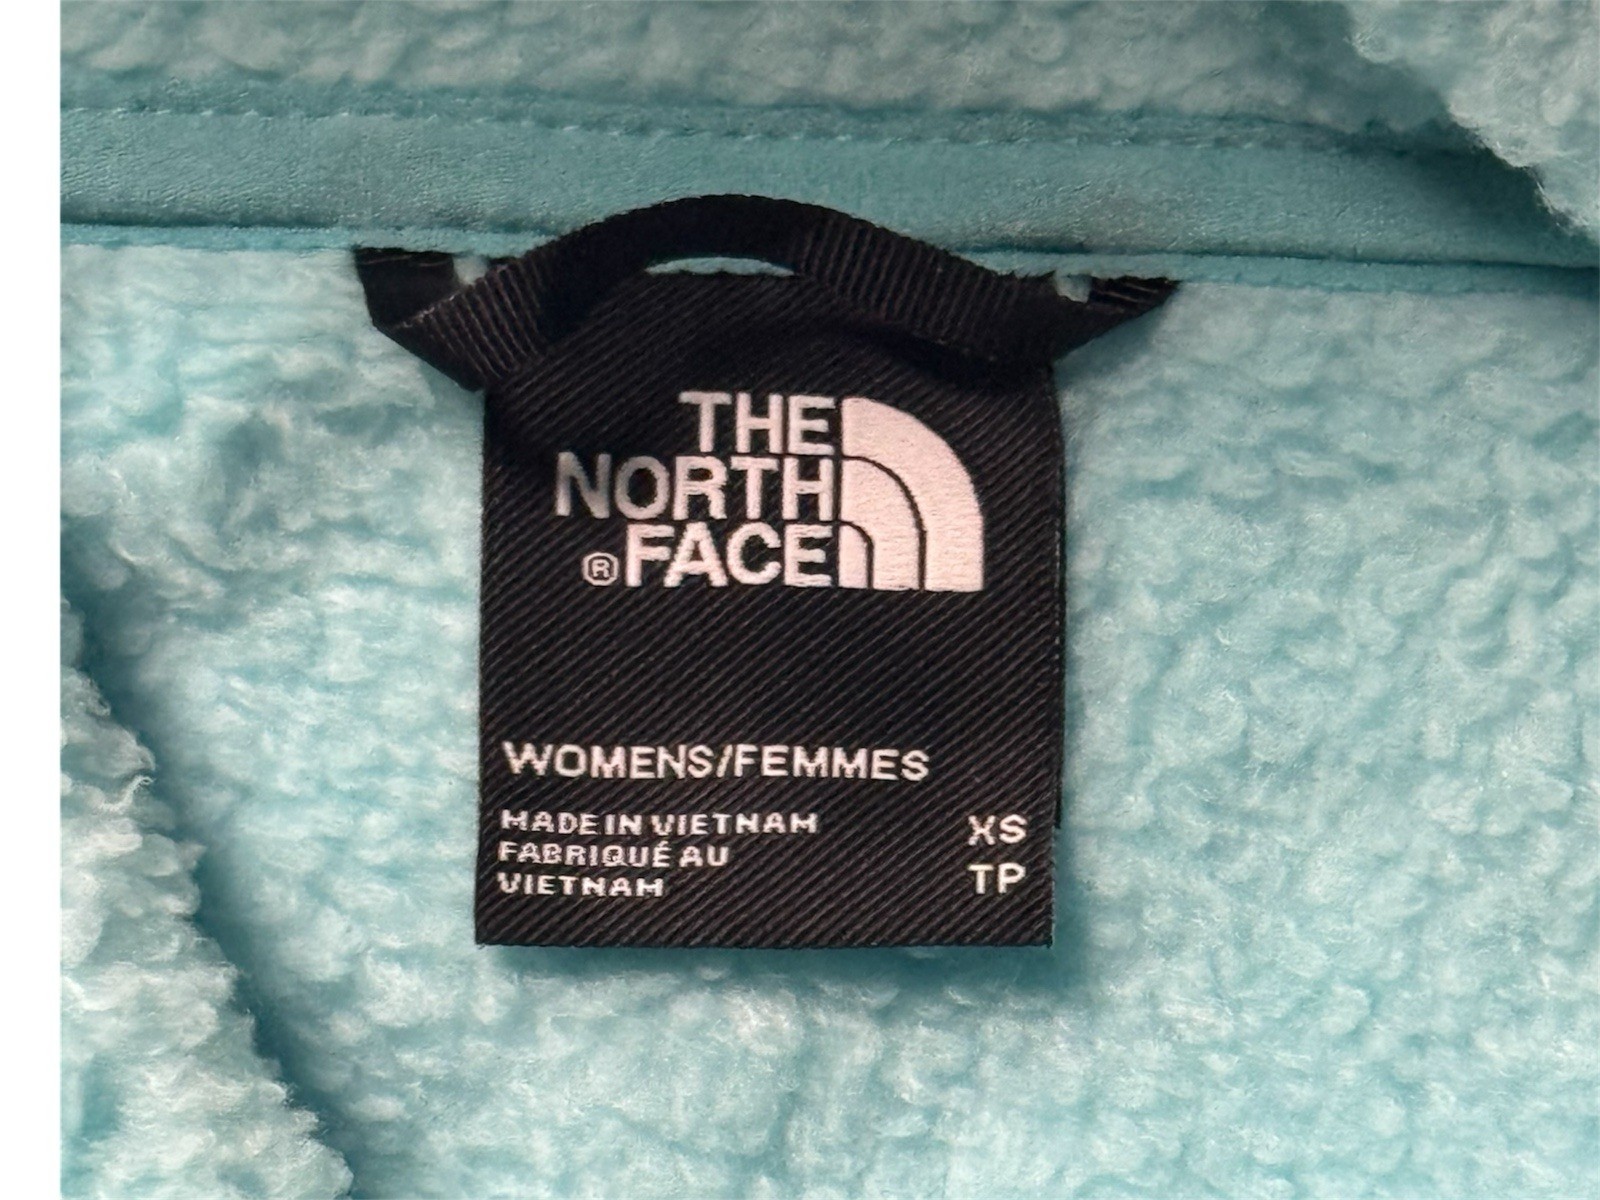 THE
NORTH
®FACE
WOMENS/FEMMES
MADE IN VIETNAM XS
FABRIQUÉ AU TP
VIETNAM